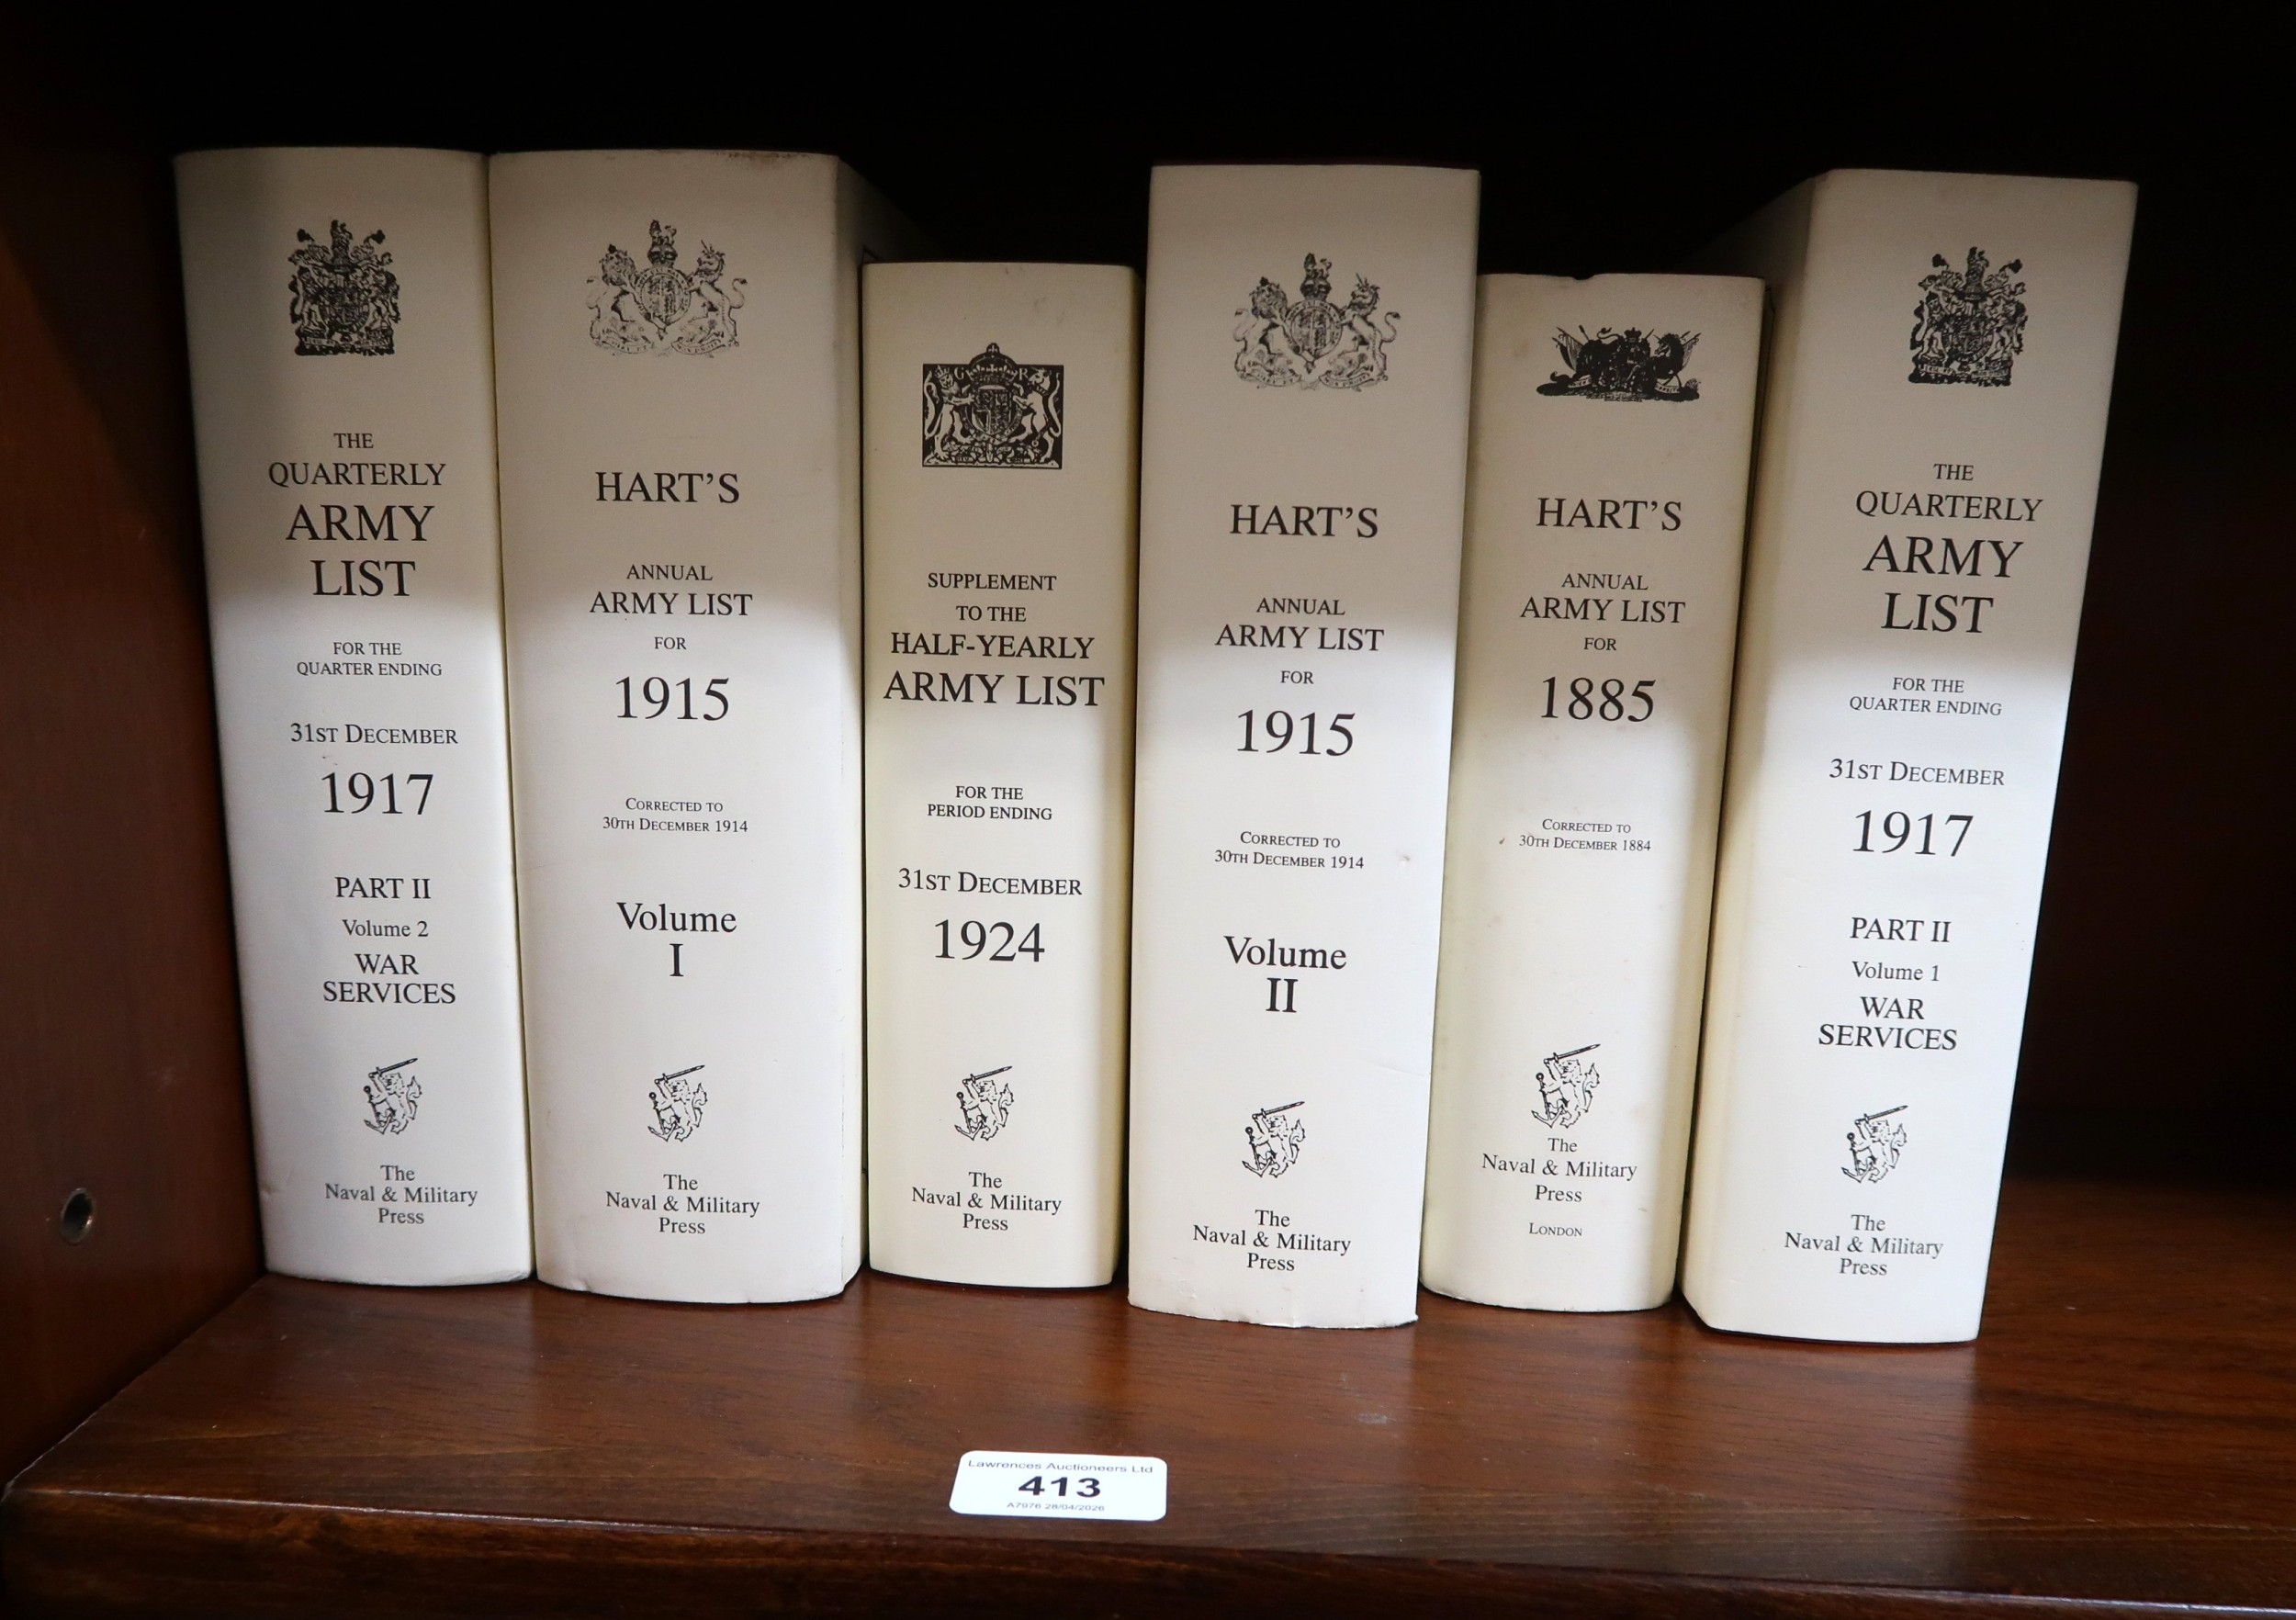 THE
QUARTERLY
ARMY
LIST
FOR THE
QUARTER ENDING
31ST DECEMBER
1917
PART II
Volume 2
WAR
SERVICES
The
Naval & Military
Press
HART'S
ANNUAL
ARMY LIST
FOR
1915
CORRECTED TO
30TH DECEMBER 1914
Volume
I
The
Naval & Military
Press
G R
SUPPLEMENT
TO THE
HALF-YEARLY
ARMY LIST
FOR THE
PERIOD ENDING
31ST DECEMBER
1924
The
Naval & Military
Press
HART'S
ANNUAL
ARMY LIST
FOR
1915
CORRECTED TO
30TH DECEMBER 1914
Volume
II
The
Naval & Military
Press
HART'S
ANNUAL
ARMY LIST
FOR
1885
CORRECTED TO
30TH DECEMBER 1884
The
Naval & Military
Press
LONDON
THE
QUARTERLY
ARMY
LIST
FOR THE
QUARTER ENDING
31ST DECEMBER
1917
PART II
Volume 1
WAR
SERVICES
The
Naval & Military
Press
Lawrences Auctioneers Ltd
413
A7976 28/04/2026